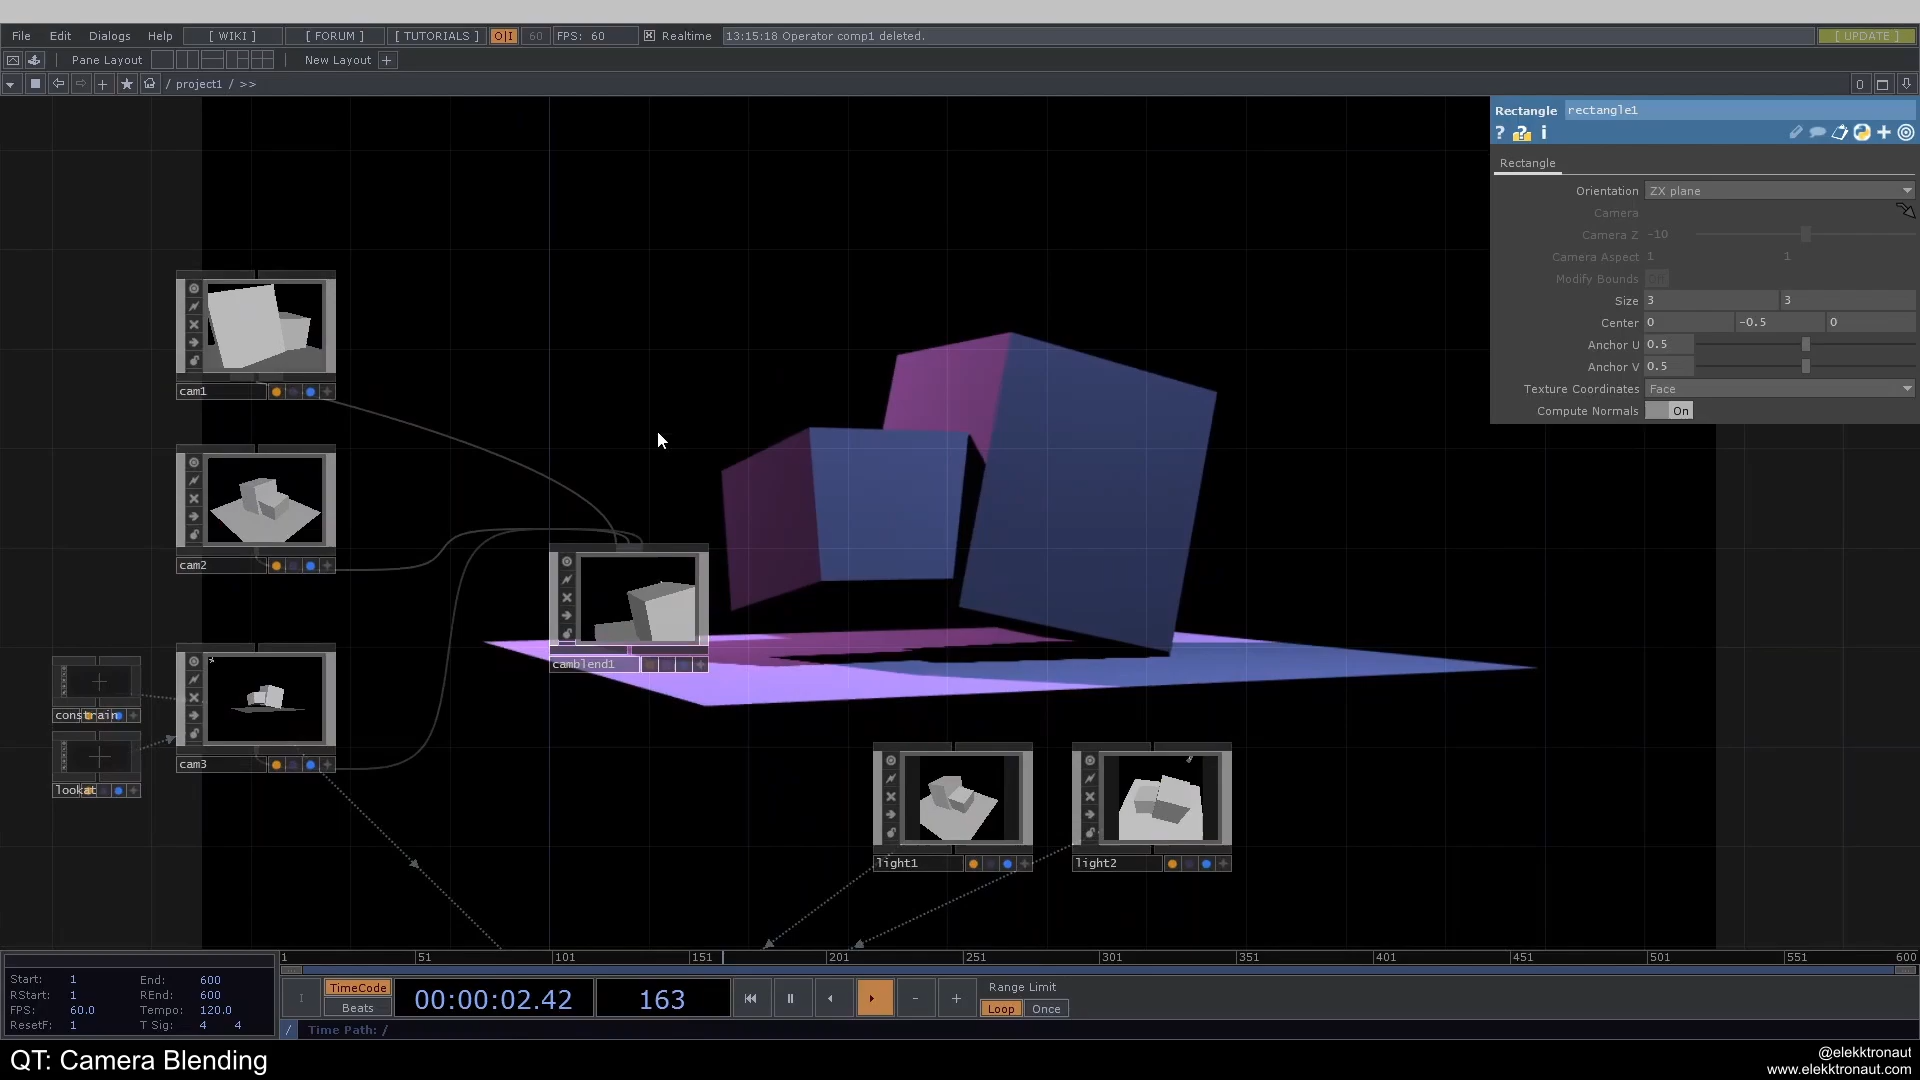 File Edit Dialogs Help [ WIKI ] [ FORUM ] [ TUTORIALS ] O|I 60 FPS: 60 Realtime 13:15:18 Operator comp1 deleted. [ UPDATE ]
Pane Layout New Layout +
/ project1 / >> 0
Rectangle rectangle1
? ? i
Rectangle
Orientation ZX plane
Camera
Camera Z -10
Camera Aspect 1 1
Modify Bounds Off
Size 3 3
Center 0 -0.5 0
Anchor U 0.5
Anchor V 0.5
Texture Coordinates Face
Compute Normals On
cam1
cam2
camblend1
constrain
cam3
lookat
light1 light2
1 51 101 151 201 251 301 351 401 451 501 551 600
Start: 1 End: 600
RStart: 1 REnd: 600
FPS: 60.0 Tempo: 120.0
ResetF: 1 T Sig: 4 4
I TimeCode Beats 00:00:02.42 163 - + Range Limit
Loop Once
/ Time Path: /
QT: Camera Blending
@elekktronaut
www.elekktronaut.com